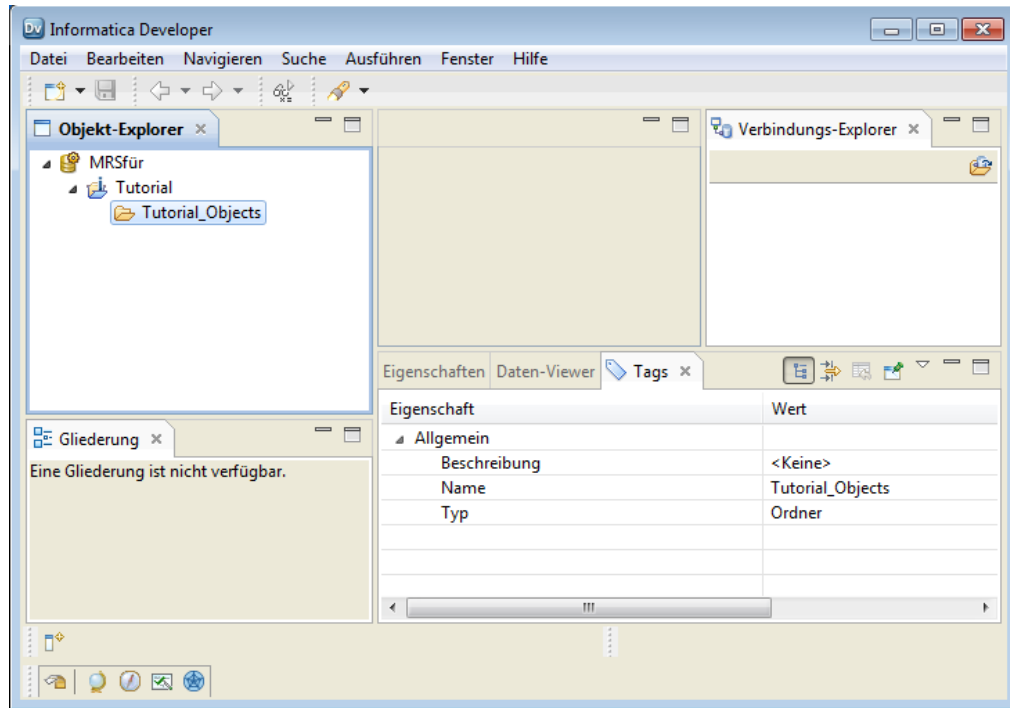 Dv Informatica Developer
Datei Bearbeiten Navigieren Suche Ausführen Fenster Hilfe
Objekt-Explorer
MRSfür
Tutorial
Tutorial_Objects
Verbindungs-Explorer
Gliederung
Eine Gliederung ist nicht verfügbar.
Eigenschaften Daten-Viewer Tags
Eigenschaft Wert
Allgemein
Beschreibung <Keine>
Name Tutorial_Objects
Typ Ordner